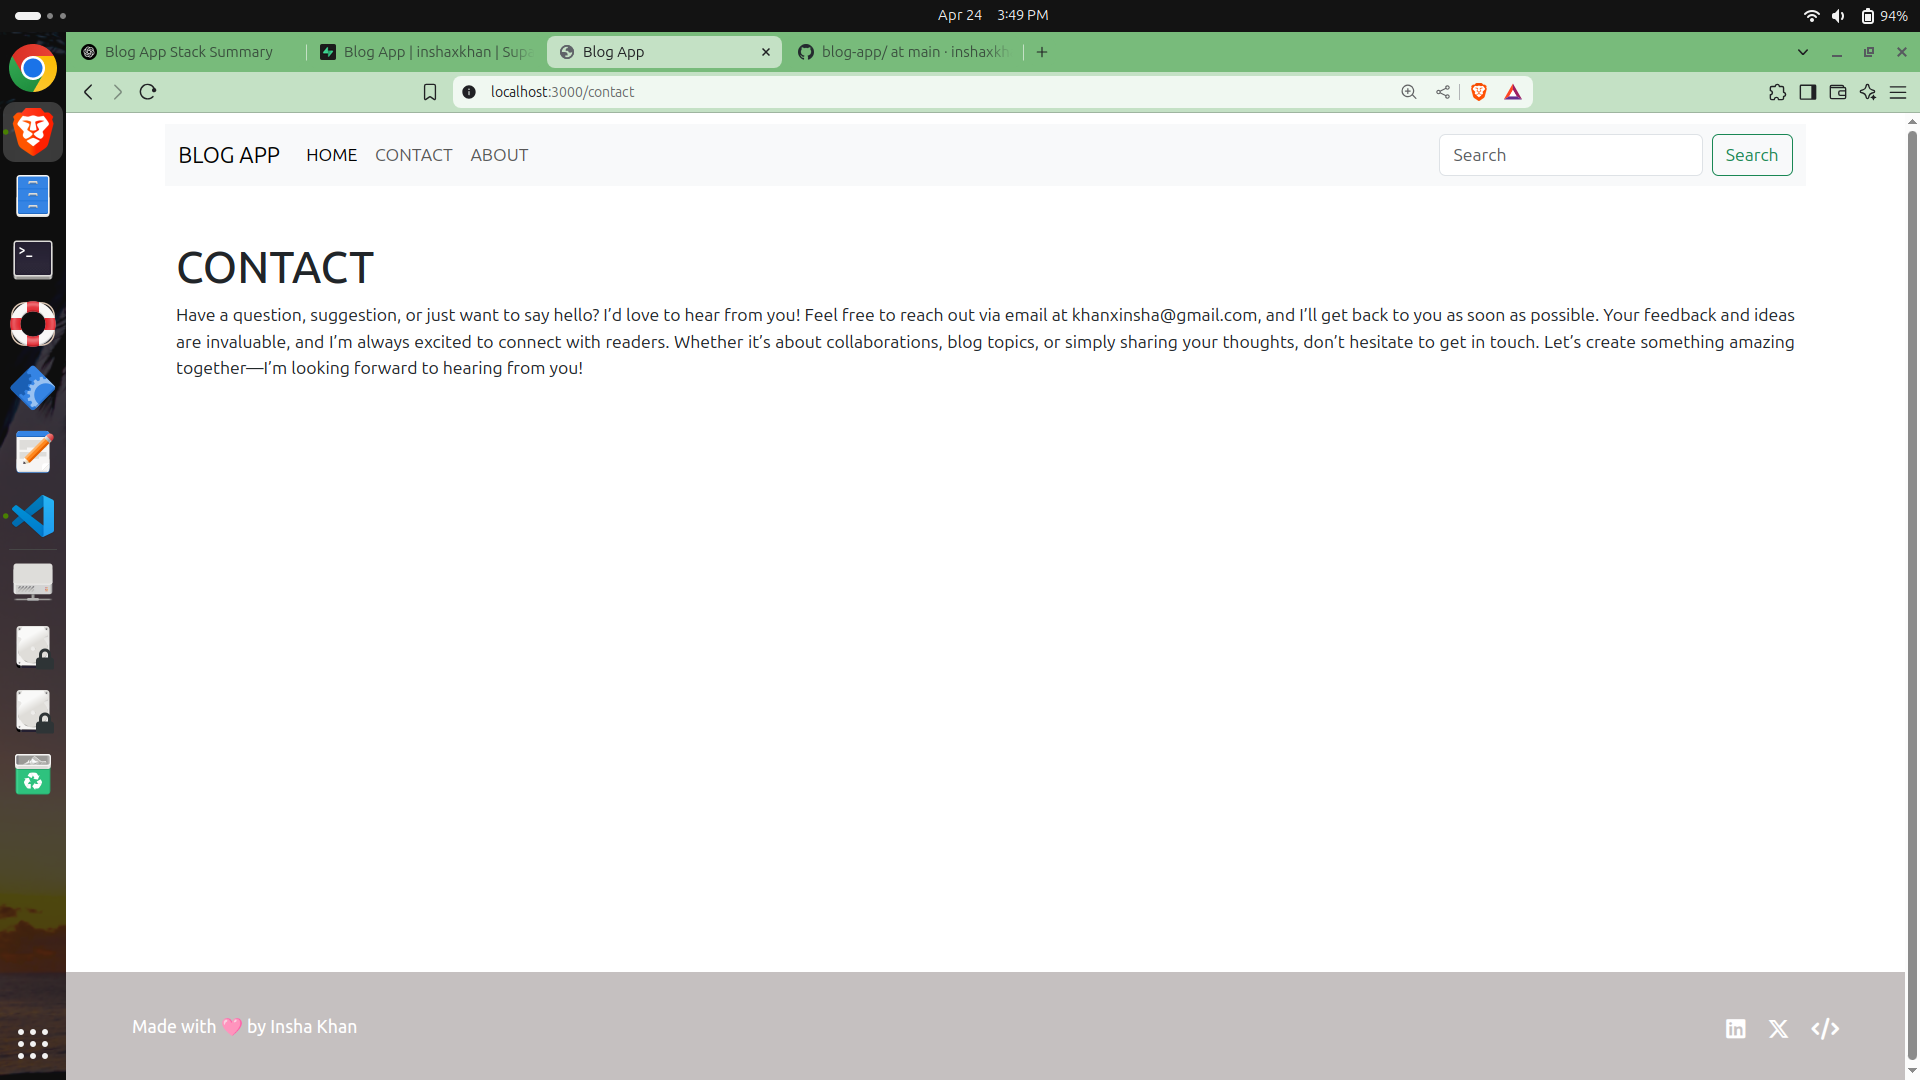 Apr 24 3:49 PM
94%
Blog App Stack Summary
Blog App | inshaxkhan | Supa
Blog App
blog-app/ at main · inshaxkh
localhost:3000/contact
BLOG APP
HOME
CONTACT
ABOUT
Search
Search
CONTACT
Have a question, suggestion, or just want to say hello? I’d love to hear from you! Feel free to reach out via email at khanxinsha@gmail.com, and I’ll get back to you as soon as possible. Your feedback and ideas
are invaluable, and I’m always excited to connect with readers. Whether it’s about collaborations, blog topics, or simply sharing your thoughts, don’t hesitate to get in touch. Let’s create something amazing
together—I’m looking forward to hearing from you!
Made with 🩷 by Insha Khan